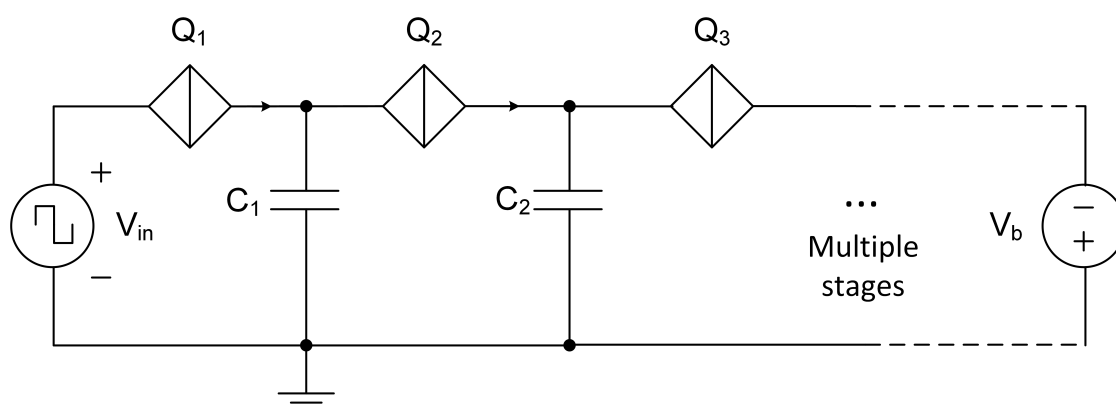 Q1
Q2
Q3
+
Vin
−
C1
C2
...
Multiple
stages
Vb
−
+